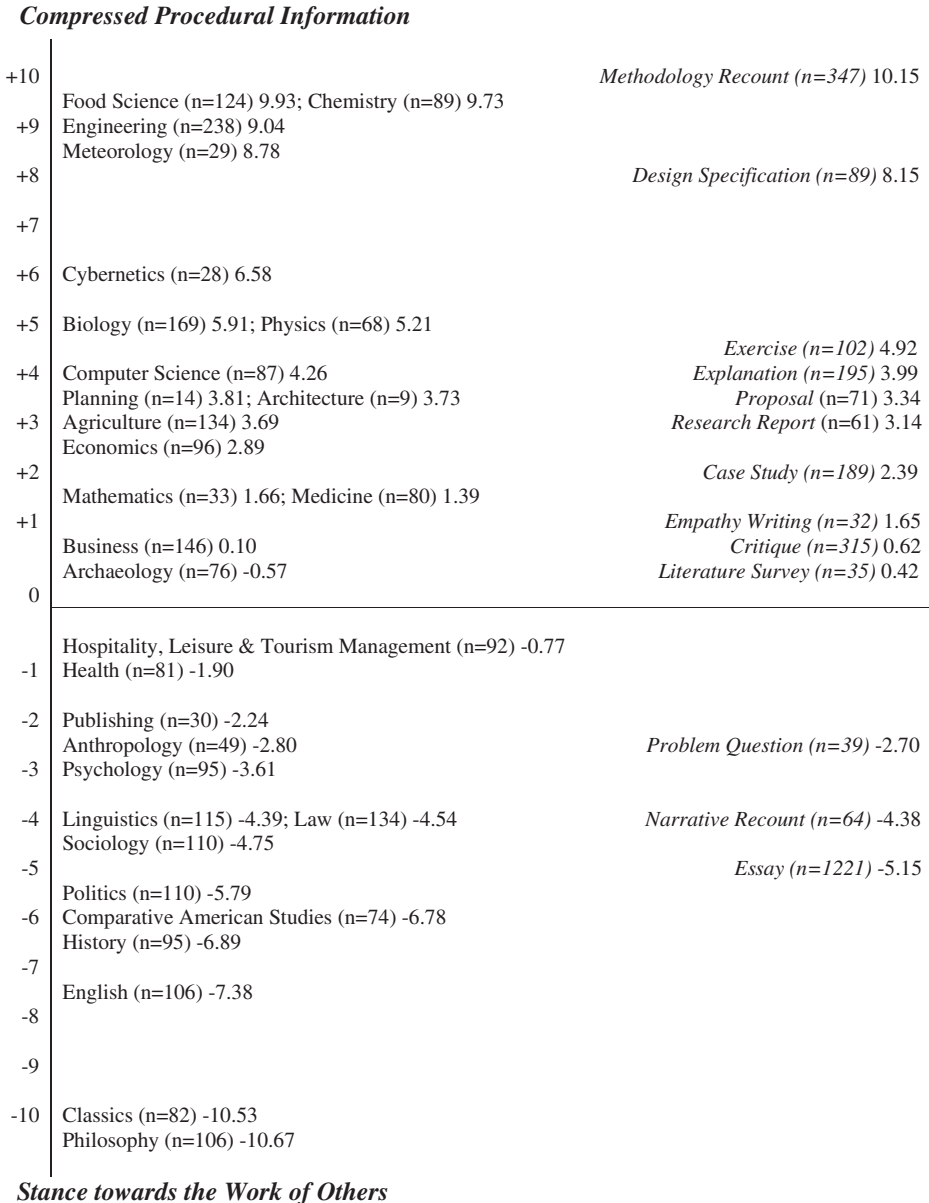 Compressed Procedural Information
+10 Methodology Recount (n=347) 10.15
Food Science (n=124) 9.93; Chemistry (n=89) 9.73
+9 Engineering (n=238) 9.04
Meteorology (n=29) 8.78
+8 Design Specification (n=89) 8.15
+7
+6 Cybernetics (n=28) 6.58
+5 Biology (n=169) 5.91; Physics (n=68) 5.21
Exercise (n=102) 4.92
+4 Computer Science (n=87) 4.26 Explanation (n=195) 3.99
Planning (n=14) 3.81; Architecture (n=9) 3.73 Proposal (n=71) 3.34
+3 Agriculture (n=134) 3.69 Research Report (n=61) 3.14
Economics (n=96) 2.89
+2 Case Study (n=189) 2.39
Mathematics (n=33) 1.66; Medicine (n=80) 1.39
+1 Empathy Writing (n=32) 1.65
Business (n=146) 0.10 Critique (n=315) 0.62
Archaeology (n=76) -0.57 Literature Survey (n=35) 0.42
0
Hospitality, Leisure & Tourism Management (n=92) -0.77
-1 Health (n=81) -1.90
-2 Publishing (n=30) -2.24
Anthropology (n=49) -2.80 Problem Question (n=39) -2.70
-3 Psychology (n=95) -3.61
-4 Linguistics (n=115) -4.39; Law (n=134) -4.54 Narrative Recount (n=64) -4.38
Sociology (n=110) -4.75
-5 Essay (n=1221) -5.15
Politics (n=110) -5.79
-6 Comparative American Studies (n=74) -6.78
History (n=95) -6.89
-7
English (n=106) -7.38
-8
-9
-10 Classics (n=82) -10.53
Philosophy (n=106) -10.67
Stance towards the Work of Others